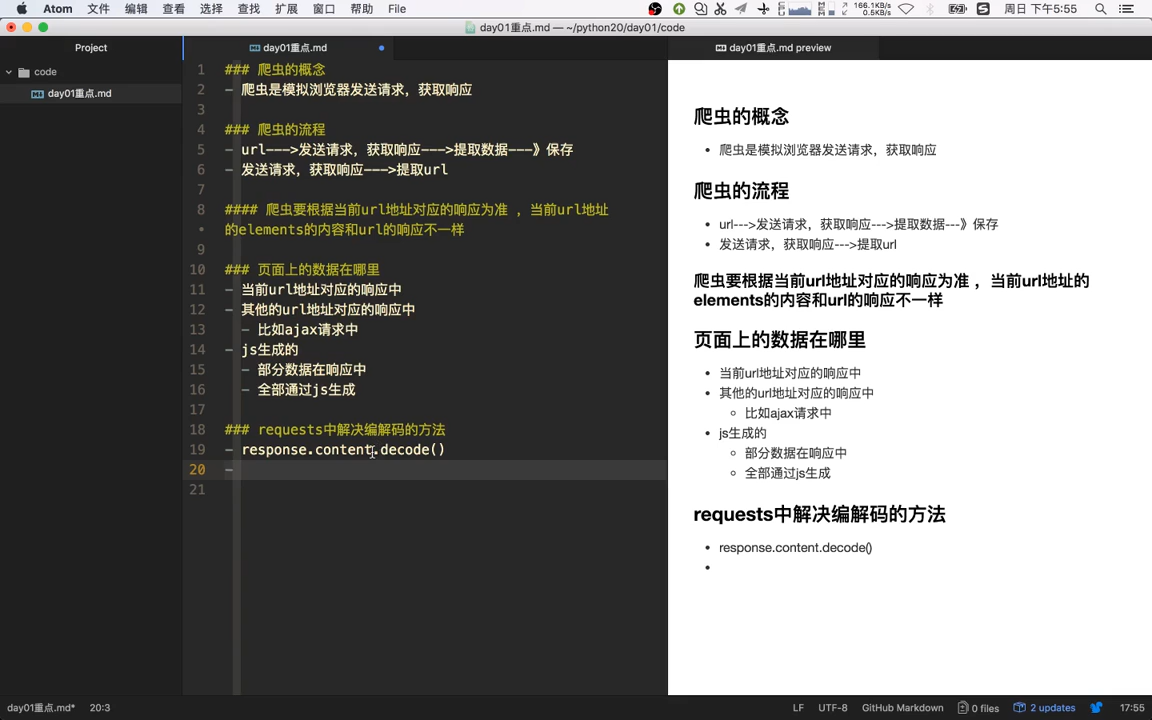 Atom 文件 编辑 查看 选择 查找 扩展 窗口 帮助 File 166.1KB/s 0.5KB/s 周日 下午5:55
day01重点.md — ~/python20/day01/code
Project
day01重点.md
day01重点.md preview
code
day01重点.md
1 ### 爬虫的概念
2 - 爬虫是模拟浏览器发送请求，获取响应
3
4 ### 爬虫的流程
5 - url--->发送请求，获取响应--->提取数据---》保存
6 - 发送请求，获取响应--->提取url
7
8 #### 爬虫要根据当前url地址对应的响应为准 ，当前url地址
• 的elements的内容和url的响应不一样
9
10 ### 页面上的数据在哪里
11 - 当前url地址对应的响应中
12 - 其他的url地址对应的响应中
13 - 比如ajax请求中
14 - js生成的
15 - 部分数据在响应中
16 - 全部通过js生成
17
18 ### requests中解决编解码的方法
19 - response.content.decode()
20 -
21
爬虫的概念
• 爬虫是模拟浏览器发送请求，获取响应
爬虫的流程
• url--->发送请求，获取响应--->提取数据---》保存
• 发送请求，获取响应--->提取url
爬虫要根据当前url地址对应的响应为准 ，当前url地址的
elements的内容和url的响应不一样
页面上的数据在哪里
• 当前url地址对应的响应中
• 其他的url地址对应的响应中
◦ 比如ajax请求中
• js生成的
◦ 部分数据在响应中
◦ 全部通过js生成
requests中解决编解码的方法
• response.content.decode()
•
day01重点.md* 20:3 LF UTF-8 GitHub Markdown 0 files 2 updates 17:55